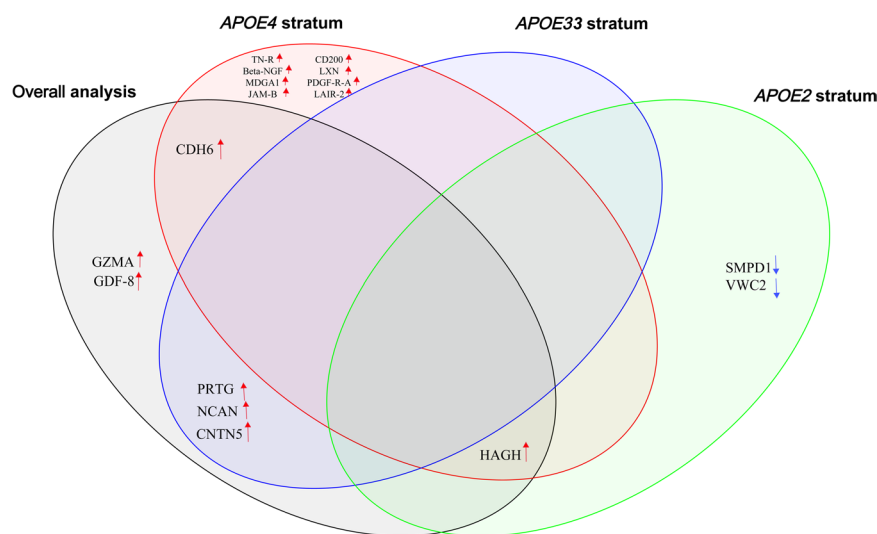 APOE4 stratum
APOE33 stratum
Overall analysis
APOE2 stratum
TN-R CD200
Beta-NGF LXN
MDGA1 PDGF-R-A
JAM-B LAIR-2
CDH6
GZMA
GDF-8
SMPD1
VWC2
PRTG
NCAN
CNTN5
HAGH